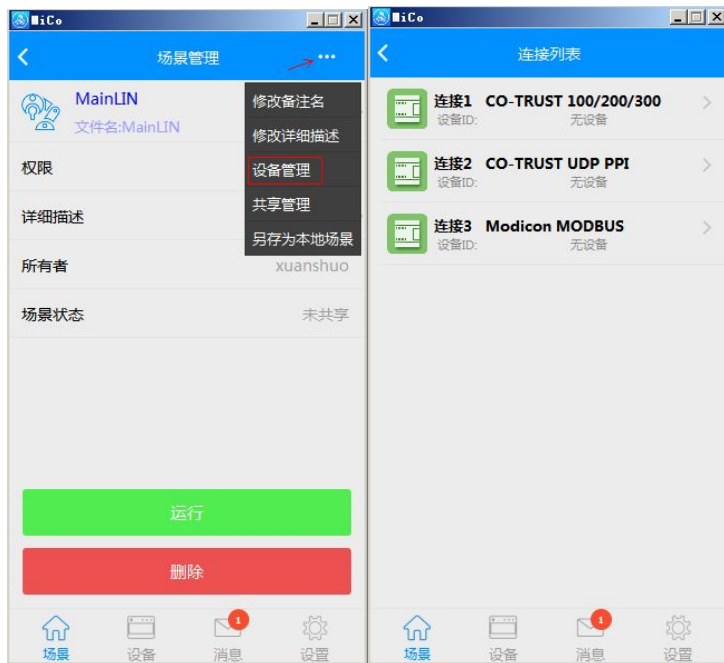 MiCo
场景管理
MainLIN
文件名:MainLIN
权限
详细描述
所有者
xuanshuo
场景状态
未共享
修改备注名
修改详细描述
设备管理
共享管理
另存为本地场景
运行
删除
1
场景
设备
消息
设置
MiCo
连接列表
连接1 CO-TRUST 100/200/300
设备ID: 无设备
连接2 CO-TRUST UDP PPI
设备ID: 无设备
连接3 Modicon MODBUS
设备ID: 无设备
1
场景
设备
消息
设置